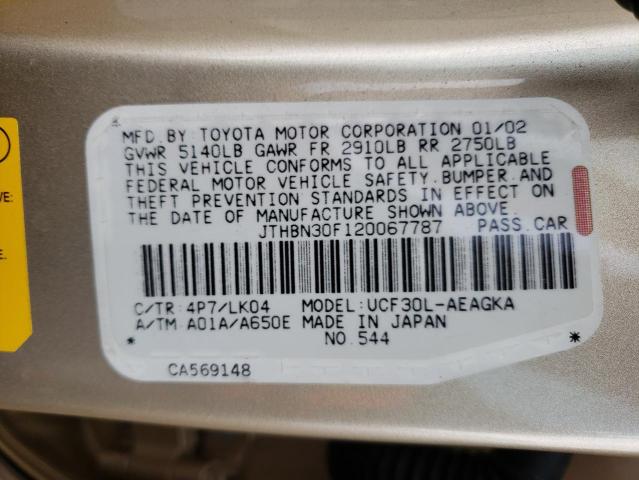 MFD. BY: TOYOTA MOTOR CORPORATION 01/02
GVWR 5140LB GAWR FR 2910LB RR 2750LB
THIS VEHICLE CONFORMS TO ALL APPLICABLE
FEDERAL MOTOR VEHICLE SAFETY, BUMPER, AND
THEFT PREVENTION STANDARDS IN EFFECT ON
THE DATE OF MANUFACTURE SHOWN ABOVE.
JTHBN30F120067787 PASS. CAR
C/TR: 4P7/LK04 MODEL: UCF30L-AEAGKA
A/TM A01A/A650E MADE IN JAPAN
* NO. 544 *
CA569148